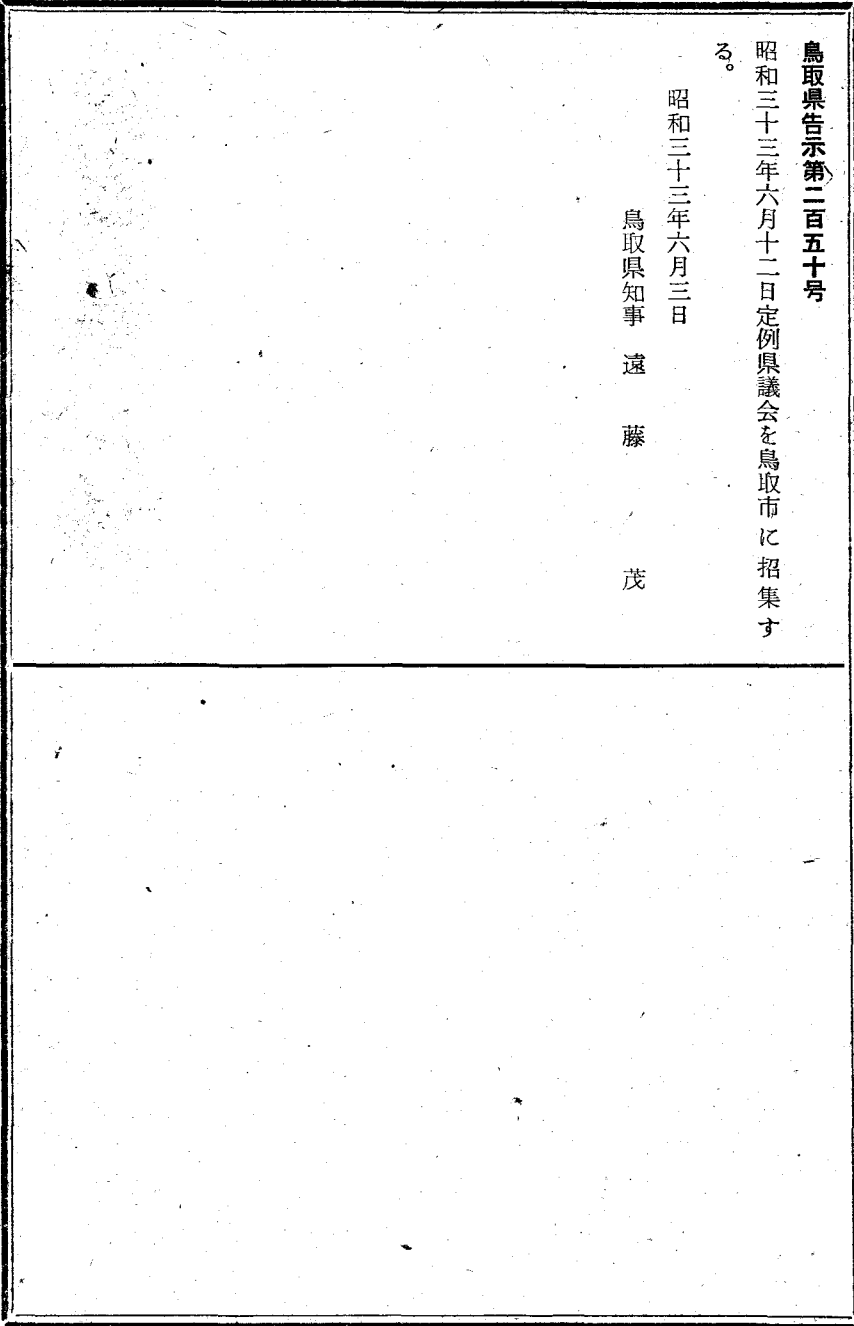 鳥取県告示第二百五十号
昭和三十三年六月十二日定例県議会を鳥取市に招集す
る。
昭和三十三年六月三日
鳥取県知事 遠藤 茂